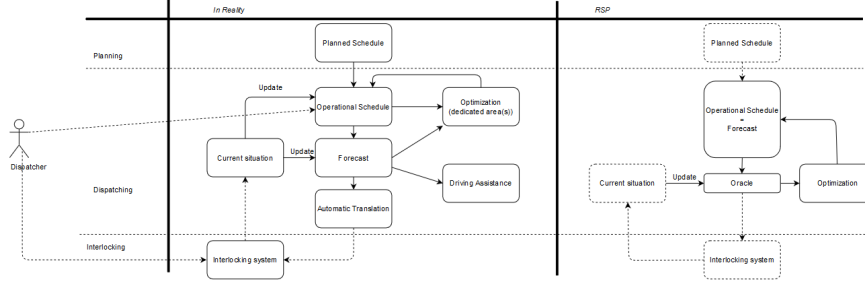 In Reality
RSP
Planning
Planned Schedule
Planned Schedule
Update
Operational Schedule
Optimization
(dedicated area(s))
Operational Schedule
=
Forecast
Dispatcher
Current situation
Update
Forecast
Driving Assistance
Dispatching
Automatic Translation
Current situation
Update
Oracle
Optimization
Interlocking
Interlocking system
Interlocking system